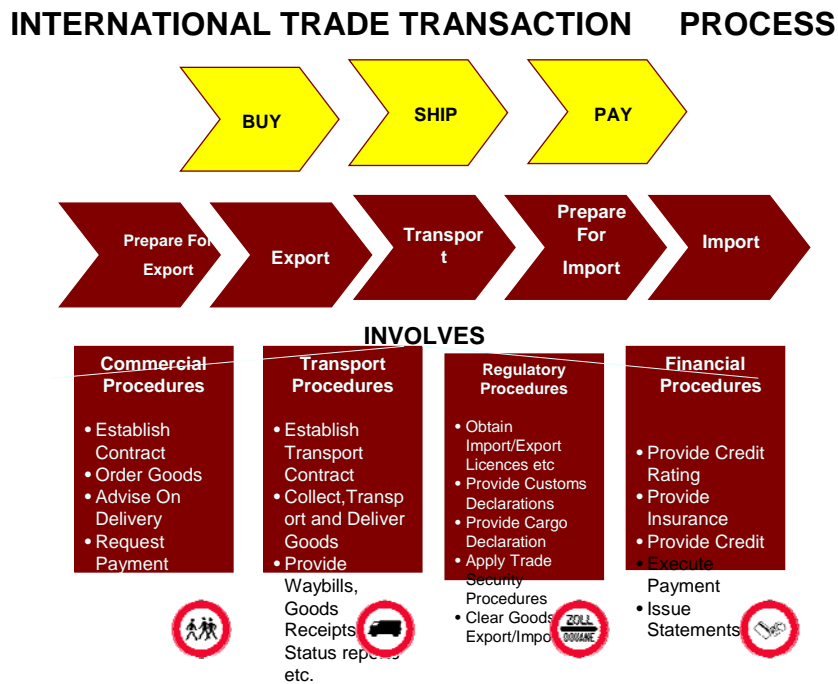 INTERNATIONAL TRADE TRANSACTION PROCESS
BUY
SHIP
PAY
Prepare For
Export
Export
Transpor
t
Prepare
For
Import
Import
INVOLVES
Commercial
Procedures
• Establish
Contract
• Order Goods
• Advise On
Delivery
• Request
Payment
Transport
Procedures
• Establish
Transport
Contract
• Collect,Transp
ort and Deliver
Goods
• Provide
Waybills,
Goods
Receipts
Status reports
etc.
Regulatory
Procedures
• Obtain
Import/Export
Licences etc
• Provide Customs
Declarations
• Provide Cargo
Declaration
• Apply Trade
Security
Procedures
• Clear Goods
Export/Impo
ZOLL
DOUANE
Financial
Procedures
• Provide Credit
Rating
• Provide
Insurance
• Provide Credit
• Execute
Payment
• Issue
Statements